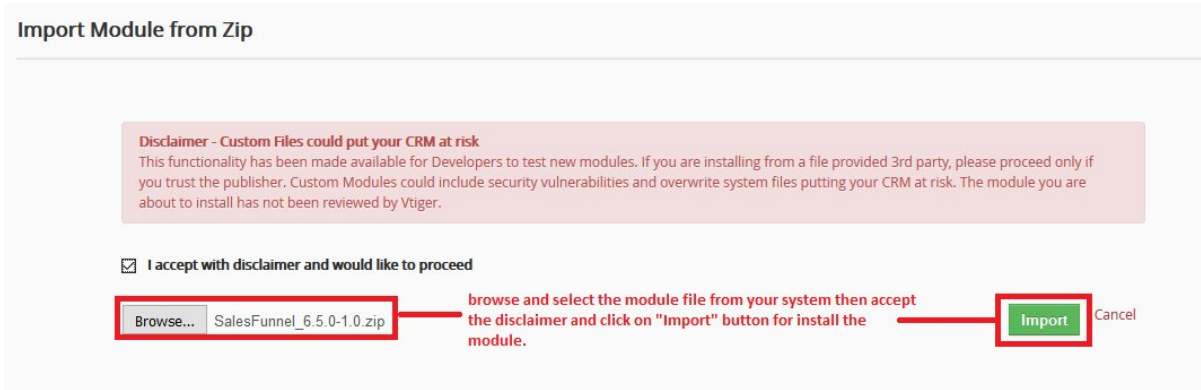 Import Module from Zip
Disclaimer - Custom Files could put your CRM at risk
This functionality has been made available for Developers to test new modules. If you are installing from a file provided 3rd party, please proceed only if
you trust the publisher. Custom Modules could include security vulnerabilities and overwrite system files putting your CRM at risk. The module you are
about to install has not been reviewed by Vtiger.
I accept with disclaimer and would like to proceed
Browse... SalesFunnel_6.5.0-1.0.zip
browse and select the module file from your system then accept
the disclaimer and click on "Import" button for install the
module.
Import Cancel